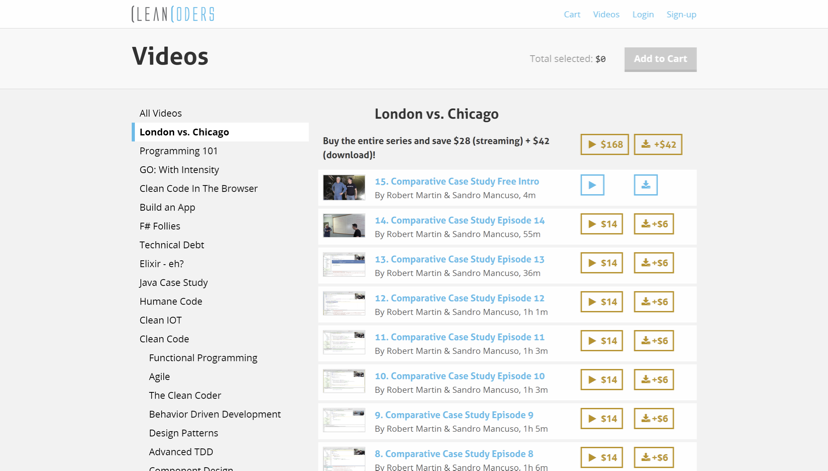 CLEANCODERS
Cart Videos Login Sign-up
Videos
Total selected: $0 Add to Cart
All Videos
London vs. Chicago
Programming 101
GO: With Intensity
Clean Code In The Browser
Build an App
F# Follies
Technical Debt
Elixir - eh?
Java Case Study
Humane Code
Clean IOT
Clean Code
Functional Programming
Agile
The Clean Coder
Behavior Driven Development
Design Patterns
Advanced TDD
Component Design
London vs. Chicago
Buy the entire series and save $28 (streaming) + $42
(download)!
$168 +$42
15. Comparative Case Study Free Intro
By Robert Martin & Sandro Mancuso, 4m
14. Comparative Case Study Episode 14
By Robert Martin & Sandro Mancuso, 55m
$14 +$6
13. Comparative Case Study Episode 13
By Robert Martin & Sandro Mancuso, 36m
$14 +$6
12. Comparative Case Study Episode 12
By Robert Martin & Sandro Mancuso, 1h 1m
$14 +$6
11. Comparative Case Study Episode 11
By Robert Martin & Sandro Mancuso, 1h 3m
$14 +$6
10. Comparative Case Study Episode 10
By Robert Martin & Sandro Mancuso, 1h 3m
$14 +$6
9. Comparative Case Study Episode 9
By Robert Martin & Sandro Mancuso, 1h 5m
$14 +$6
8. Comparative Case Study Episode 8
By Robert Martin & Sandro Mancuso, 1h 6m
$14 +$6